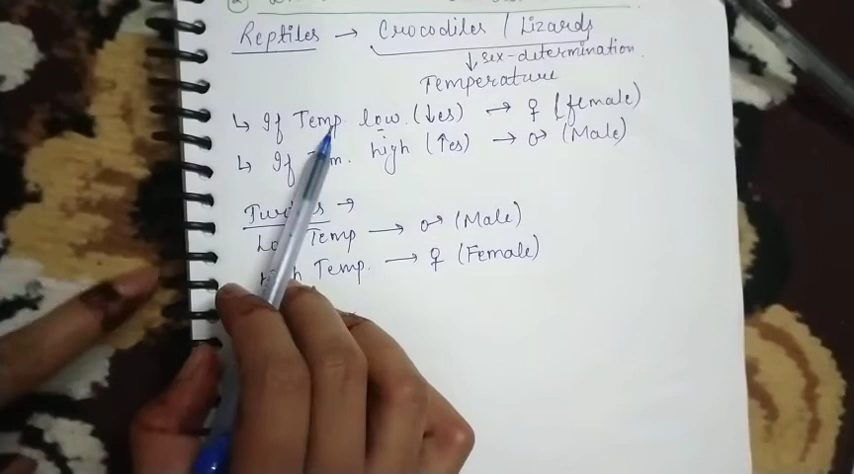 Reptiles → Crocodiles / Lizards
↓ sex-determination
Temperature
↳ If Temp. low (↓es) → ♀ (female)
↳ If high (↑es) → ♂ (Male)
→
Temp → ♂ (Male)
Temp. → ♀ (Female)